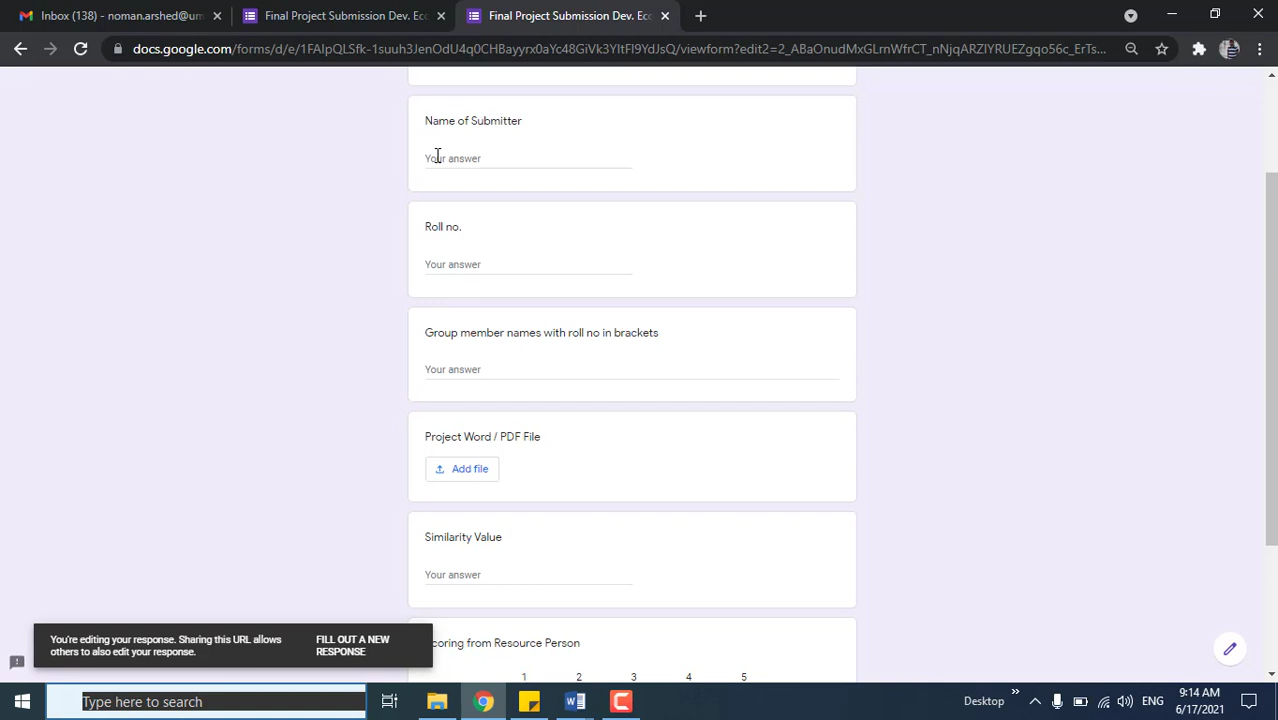 Inbox (138) - noman.arshed@um
Final Project Submission Dev. Eco
Final Project Submission Dev. Eco
docs.google.com/forms/d/e/1FAIpQLSfk-1suuh3JenOdU4q0CHBayyrx0aYc48GiVk3YItFl9YdJsQ/viewform?edit2=2_ABaOnudMxGLrnWfrCT_nNjqARZIYRUEZgqo56c_ErTs...
Name of Submitter
Your answer
Roll no.
Your answer
Group member names with roll no in brackets
Your answer
Project Word / PDF File
Add file
Similarity Value
Your answer
You're editing your response. Sharing this URL allows
others to also edit your response.
FILL OUT A NEW
RESPONSE
coring from Resource Person
1 2 3 4 5
Type here to search
Desktop
ENG
9:14 AM
6/17/2021